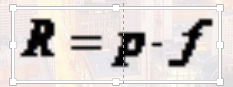 R = p - f